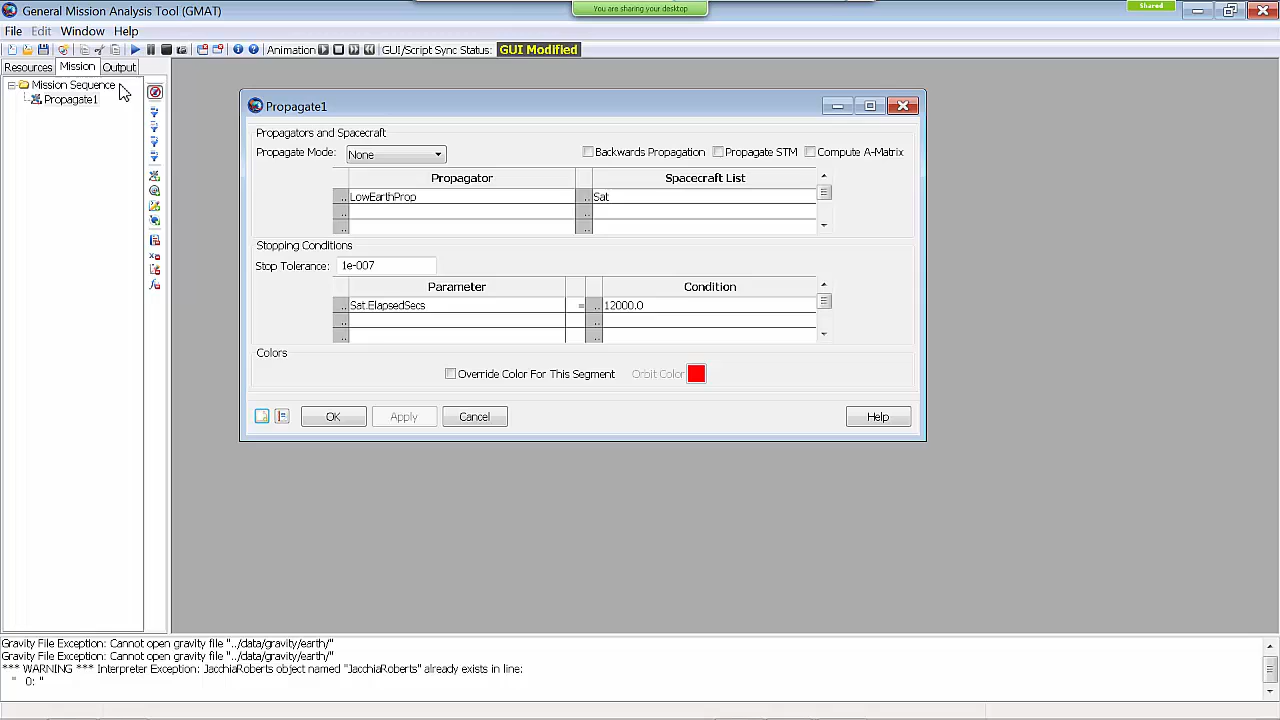 General Mission Analysis Tool (GMAT)
You are sharing your desktop
Shared
File Edit Window Help
Animation GUI/Script Sync Status: GUI Modified
Resources Mission Output
Mission Sequence
Propagate1
Propagate1
Propagators and Spacecraft
Propagate Mode: None Backwards Propagation Propagate STM Compute A-Matrix
Propagator Spacecraft List
.. LowEarthProp .. Sat
.. ..
.. ..
Stopping Conditions
Stop Tolerance: 1e-007
Parameter Condition
.. Sat.ElapsedSecs = .. 12000.0
.. ..
.. ..
Colors
Override Color For This Segment Orbit Color
OK Apply Cancel Help
Gravity File Exception: Cannot open gravity file "../data/gravity/earth/"
Gravity File Exception: Cannot open gravity file "../data/gravity/earth/"
*** WARNING *** Interpreter Exception: JacchiaRoberts object named "JacchiaRoberts" already exists in line:
" 0: "